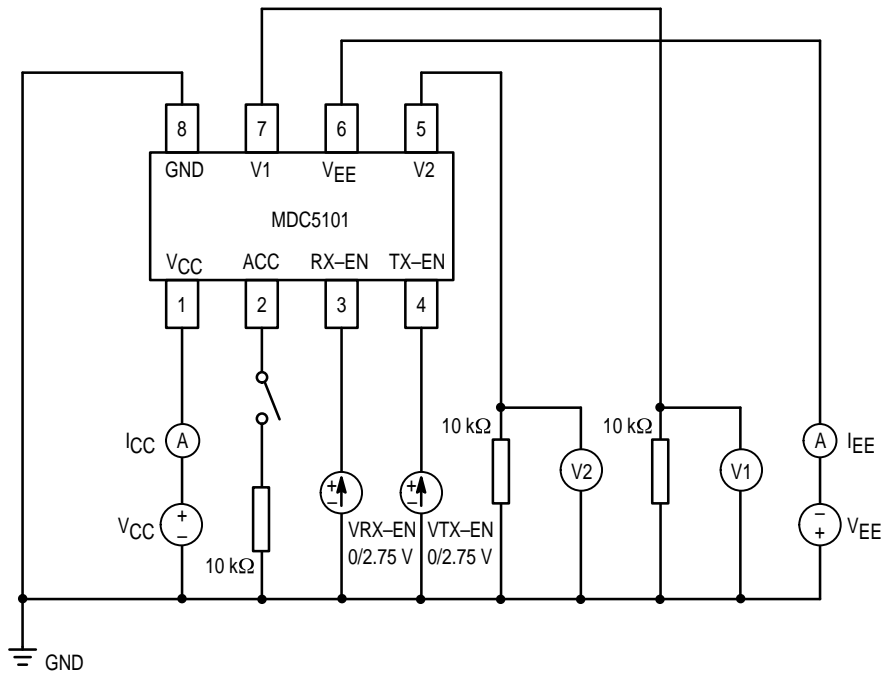 8
7
6
5
GND
V1
VEE
V2
MDC5101
VCC
ACC
RX–EN
TX–EN
1
2
3
4
ICC
A
VCC
+
–
10 kΩ
+
–
VRX–EN
0/2.75 V
+
–
VTX–EN
0/2.75 V
10 kΩ
V2
10 kΩ
V1
A
IEE
–
+
VEE
GND